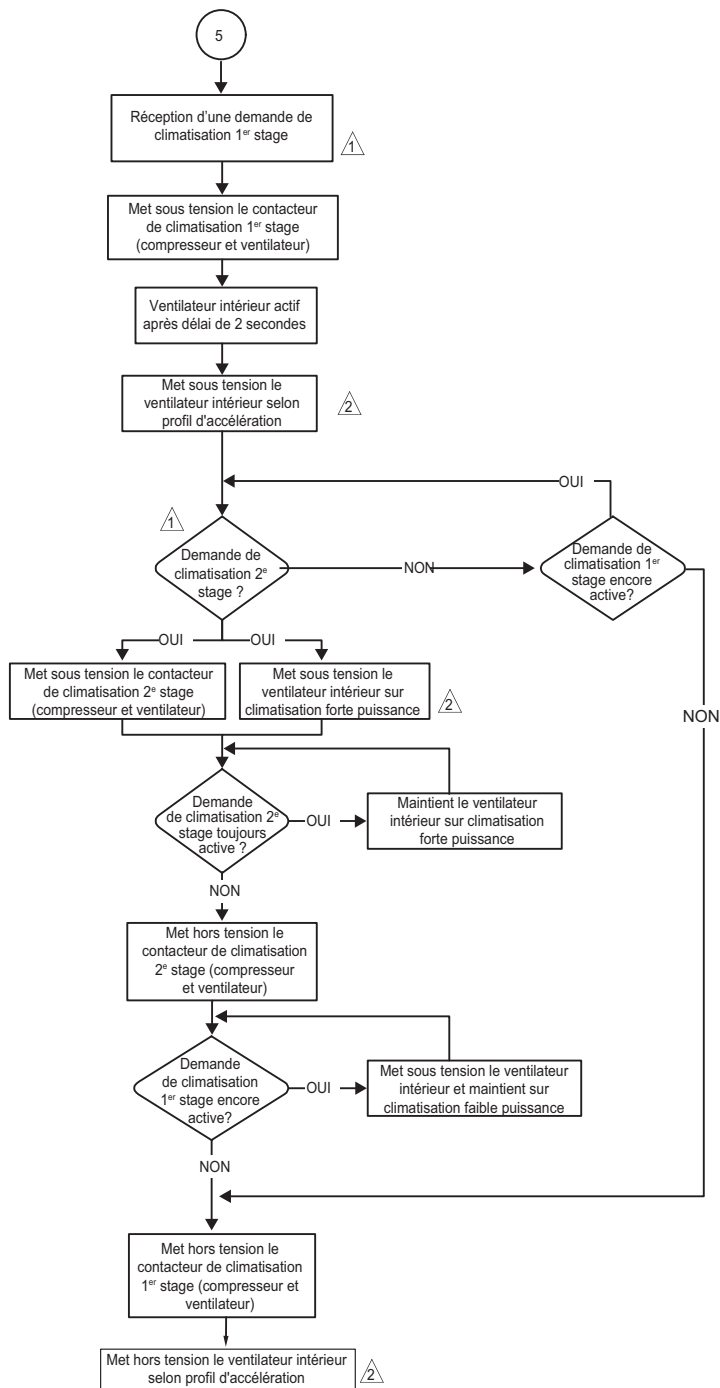 5
Réception d'une demande de
climatisation 1er stage
1
Met sous tension le contacteur
de climatisation 1er stage
(compresseur et ventilateur)
Ventilateur intérieur actif
après délai de 2 secondes
Met sous tension le
ventilateur intérieur selon
profil d'accélération
2
OUI
1
Demande de
climatisation 2e
stage ?
NON
Demande de
climatisation 1er
stage encore
active?
OUI
OUI
Met sous tension le contacteur
de climatisation 2e stage
(compresseur et ventilateur)
Met sous tension le
ventilateur intérieur sur
climatisation forte puissance
2
NON
Demande
de climatisation 2e
stage toujours
active ?
OUI
Maintient le ventilateur
intérieur sur climatisation
forte puissance
NON
Met hors tension le
contacteur de climatisation
2e stage (compresseur
et ventilateur)
Demande
de climatisation
1er stage encore
active?
OUI
Met sous tension le ventilateur
intérieur et maintient sur
climatisation faible puissance
NON
Met hors tension le
contacteur de climatisation
1er stage (compresseur et
ventilateur)
Met hors tension le ventilateur intérieur
selon profil d'accélération
2